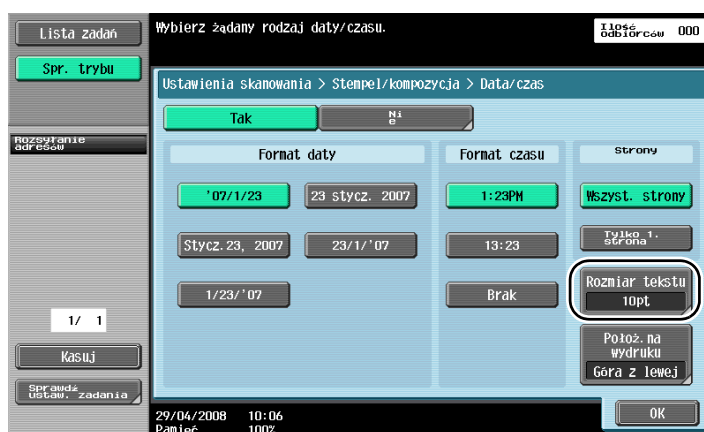 Lista zadań
Spr. trybu
Rozsyłanie
adresów
1/ 1
Kasuj
Sprawdź
ustaw. zadania
Wybierz żądany rodzaj daty/czasu.
Ilość
odbiorców 000
Ustawienia skanowania > Stempel/kompozycja > Data/czas
Tak
Ni
e
Format daty
'07/1/23
23 stycz. 2007
Stycz.23, 2007
23/1/'07
1/23/'07
Format czasu
1:23PM
13:23
Brak
Strony
Wszyst. strony
Tylko 1.
strona
Rozmiar tekstu
10pt
Położ.na
wydruku
Góra z lewej
29/04/2008 10:06
Pamięć 100%
OK